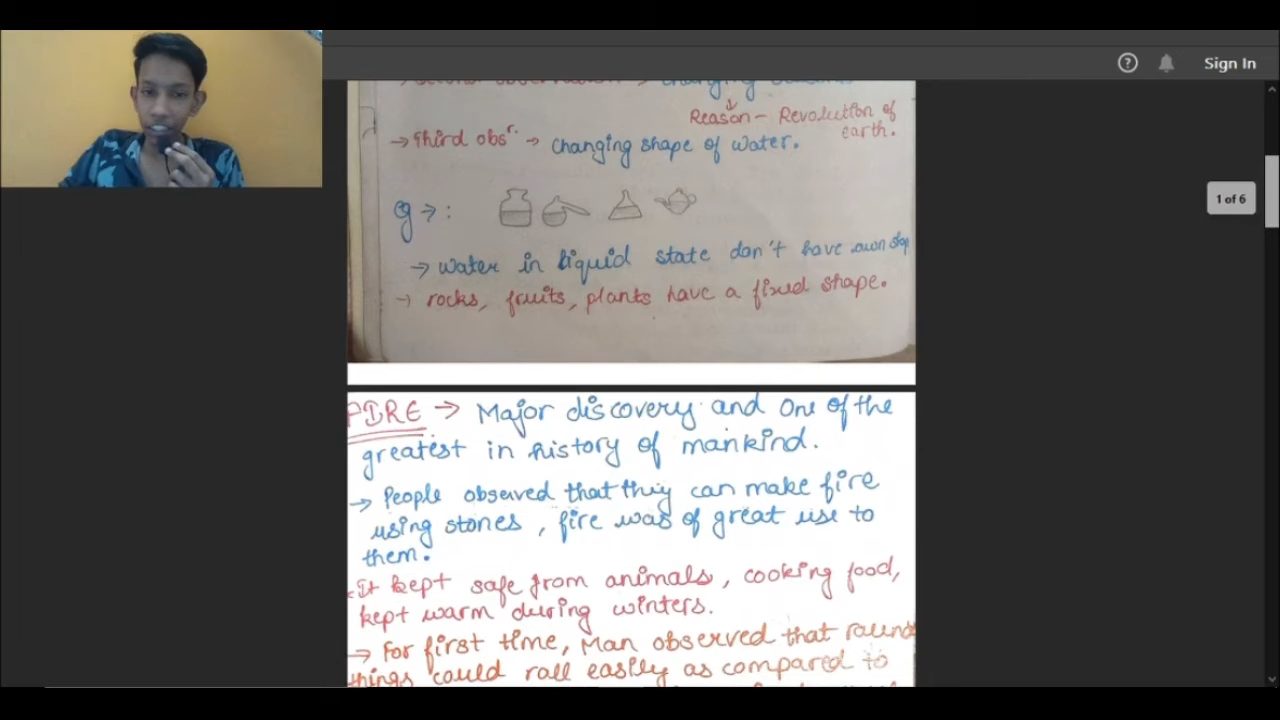 Sign In
changing
Reason - Revolution of
earth.
→ Third obsr. → changing shape of water.
1 of 6
eg → :
→ water in liquid state don't have own shap
→ rocks, fruits, plants have a fixed shape.
FIRE → Major discovery and one of the
greatest in history of mankind.
→ People observed that they can make fire
using stones, fire was of great use to
them.
It kept safe from animals, cooking food,
kept warm during winters.
→ For first time, Man observed that round
things could roll easily as compared to